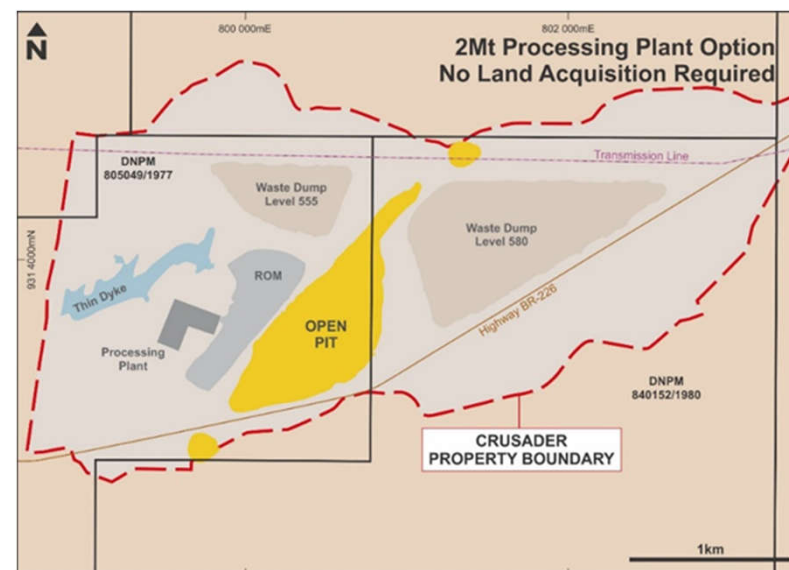 800 000mE
802 000mE
N
2Mt Processing Plant Option
No Land Acquisition Required
DNPM
805049/1977
Transmission Line
Waste Dump
Level 555
Waste Dump
Level 580
931 4000mN
ROM
Thin Dyke
OPEN
PIT
Highway BR-226
Processing
Plant
DNPM
840152/1980
CRUSADER
PROPERTY BOUNDARY
1km